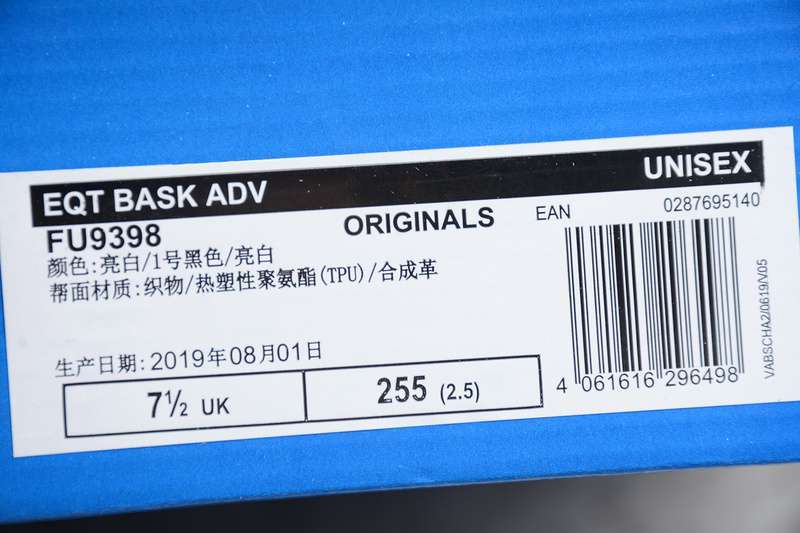 EQT BASK ADV
UNISEX
FU9398
ORIGINALS
EAN
0287695140
颜色:亮白/1号黑色/亮白
帮面材质:织物/热塑性聚氨酯(TPU)/合成革
生产日期:2019年08月01日
7½ UK
255 (2.5)
4 061616 296498
VABSCHA2/0619/V05